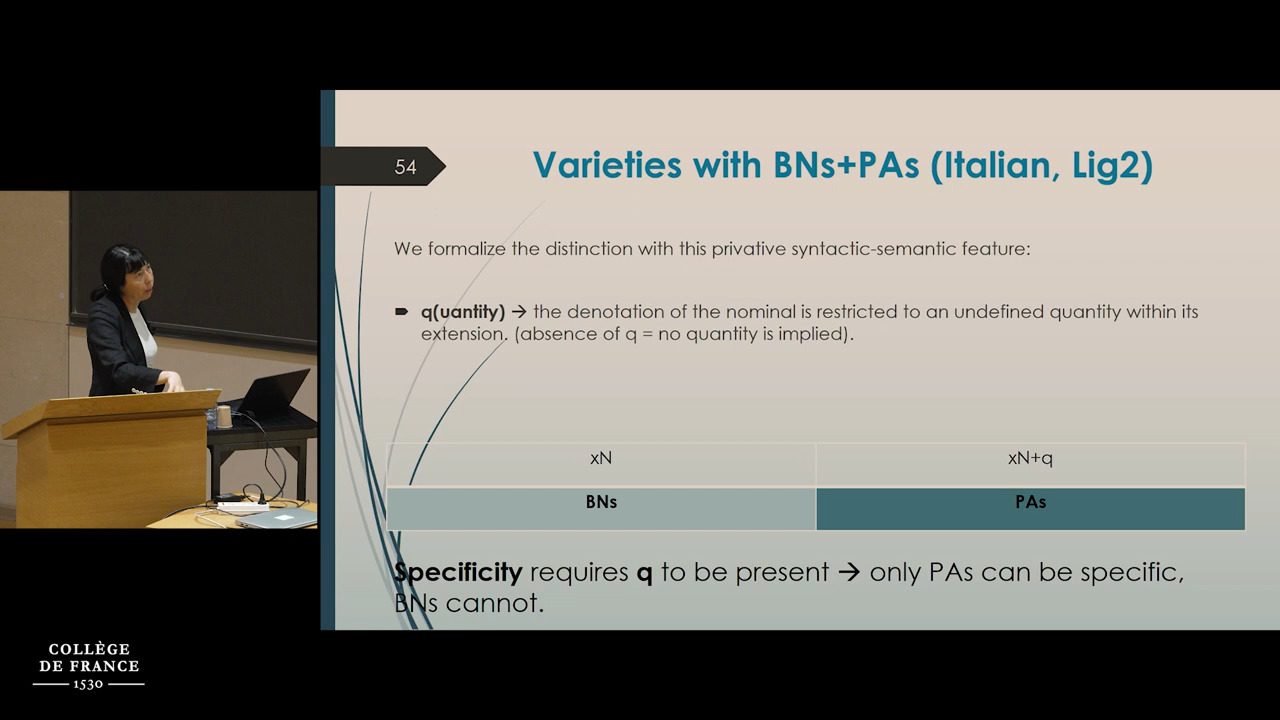 54
Varieties with BNs+PAs (Italian, Lig2)
We formalize the distinction with this privative syntactic-semantic feature:
q(uantity) → the denotation of the nominal is restricted to an undefined quantity within its
extension. (absence of q = no quantity is implied).
xN
xN+q
BNs
PAs
Specificity requires q to be present → only PAs can be specific,
BNs cannot.
COLLÈGE
DE FRANCE
1530